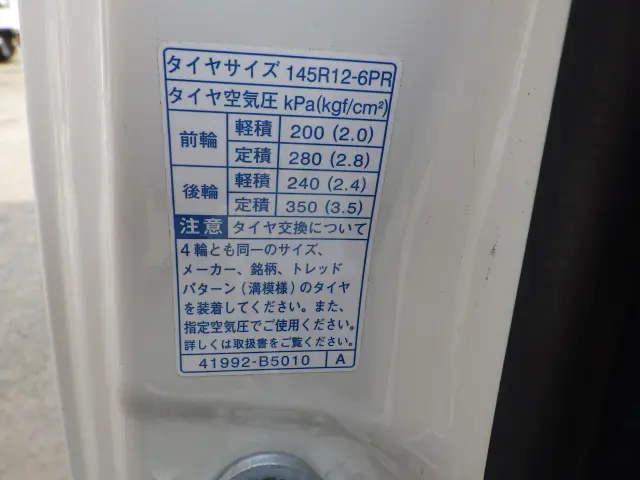 タイヤサイズ 145R12-6PR
タイヤ空気圧 kPa(kgf/cm²)
前輪 軽積 200 (2.0)
定積 280 (2.8)
後輪 軽積 240 (2.4)
定積 350 (3.5)
注意 タイヤ交換について
4輪とも同一のサイズ、
メーカー、銘柄、トレッド
パターン(溝模様)のタイヤ
を装着してください。また、
指定空気圧でご使用ください。
詳しくは取扱書をご覧ください。
41992-B5010 A